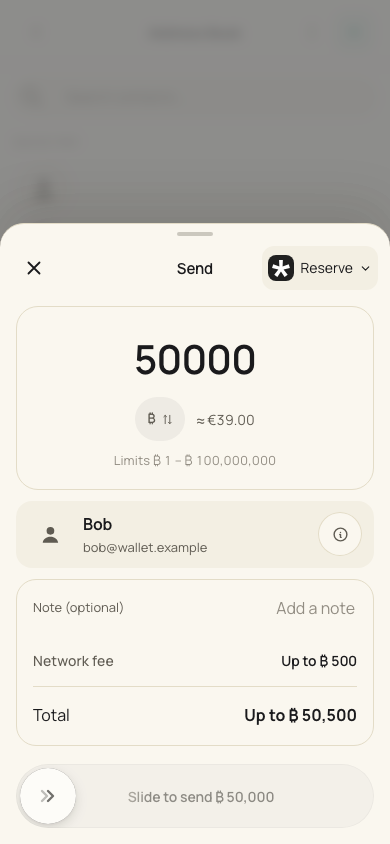 Send
Reserve
50000
₿
≈ €39.00
Limits ₿ 1 – ₿ 100,000,000
Bob
bob@wallet.example
Note (optional)
Add a note
Network fee
Up to ₿ 500
Total
Up to ₿ 50,500
Slide to send ₿ 50,000